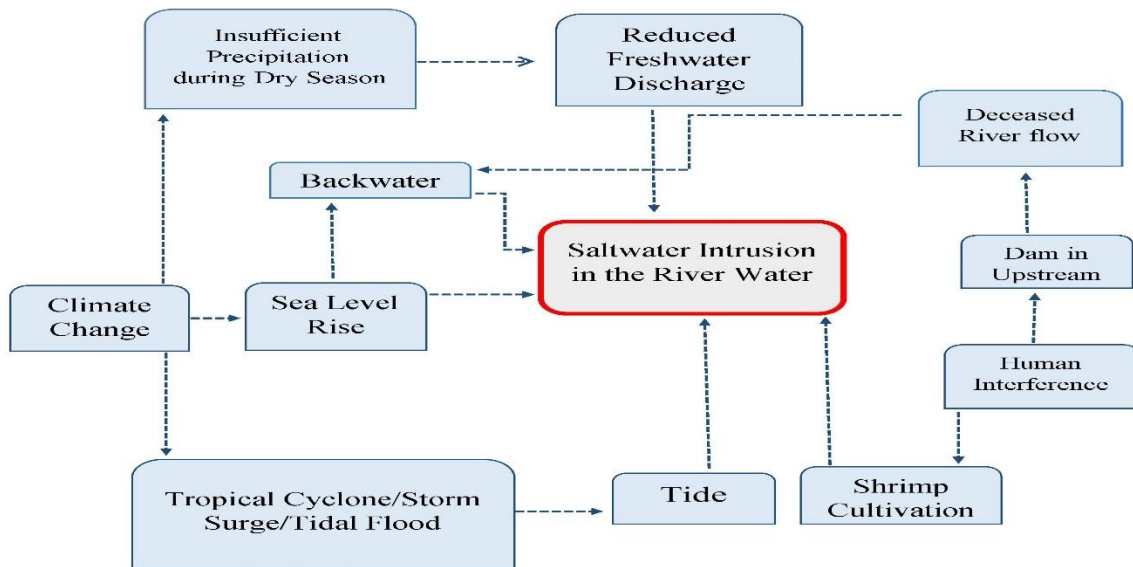 Insufficient
Precipitation
during Dry Season
Reduced
Freshwater
Discharge
Deceased
River flow
Backwater
Saltwater Intrusion
in the River Water
Dam in
Upstream
Climate
Change
Sea Level
Rise
Human
Interference
Tropical Cyclone/Storm
Surge/Tidal Flood
Tide
Shrimp
Cultivation